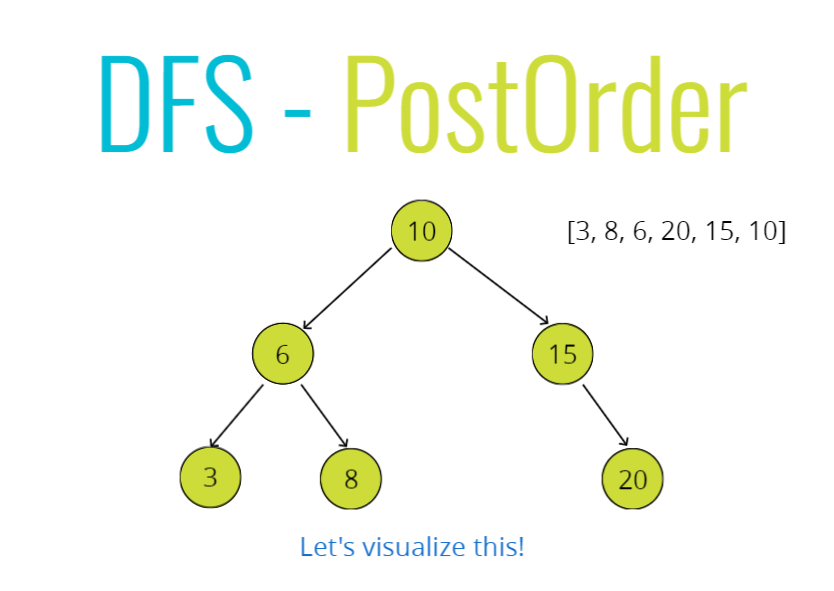 DFS - PostOrder
10
[3, 8, 6, 20, 15, 10]
6
15
3
8
20
Let's visualize this!